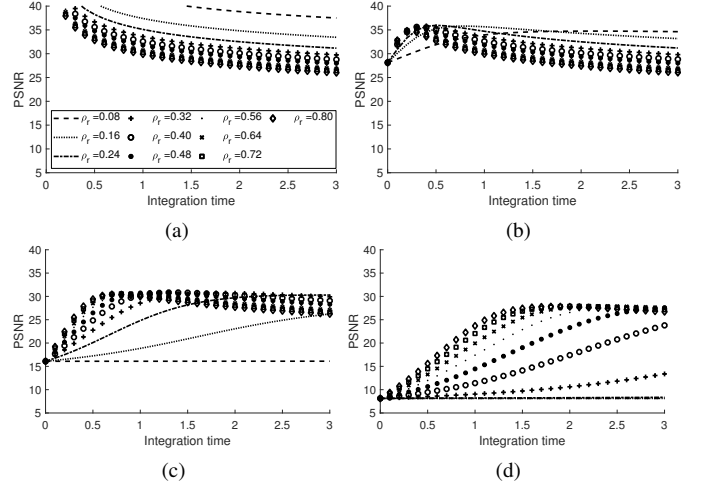 40
35
30
25
20
15
10
5
PSNR
ρr =0.08
ρr =0.32
ρr =0.56
ρr =0.80
ρr =0.16
ρr =0.40
ρr =0.64
ρr =0.24
ρr =0.48
ρr =0.72
0 0.5 1 1.5 2 2.5 3
Integration time
(a)
40
35
30
25
20
15
10
5
PSNR
0 0.5 1 1.5 2 2.5 3
Integration time
(b)
40
35
30
25
20
15
10
5
PSNR
0 0.5 1 1.5 2 2.5 3
Integration time
(c)
40
35
30
25
20
15
10
5
PSNR
0 0.5 1 1.5 2 2.5 3
Integration time
(d)